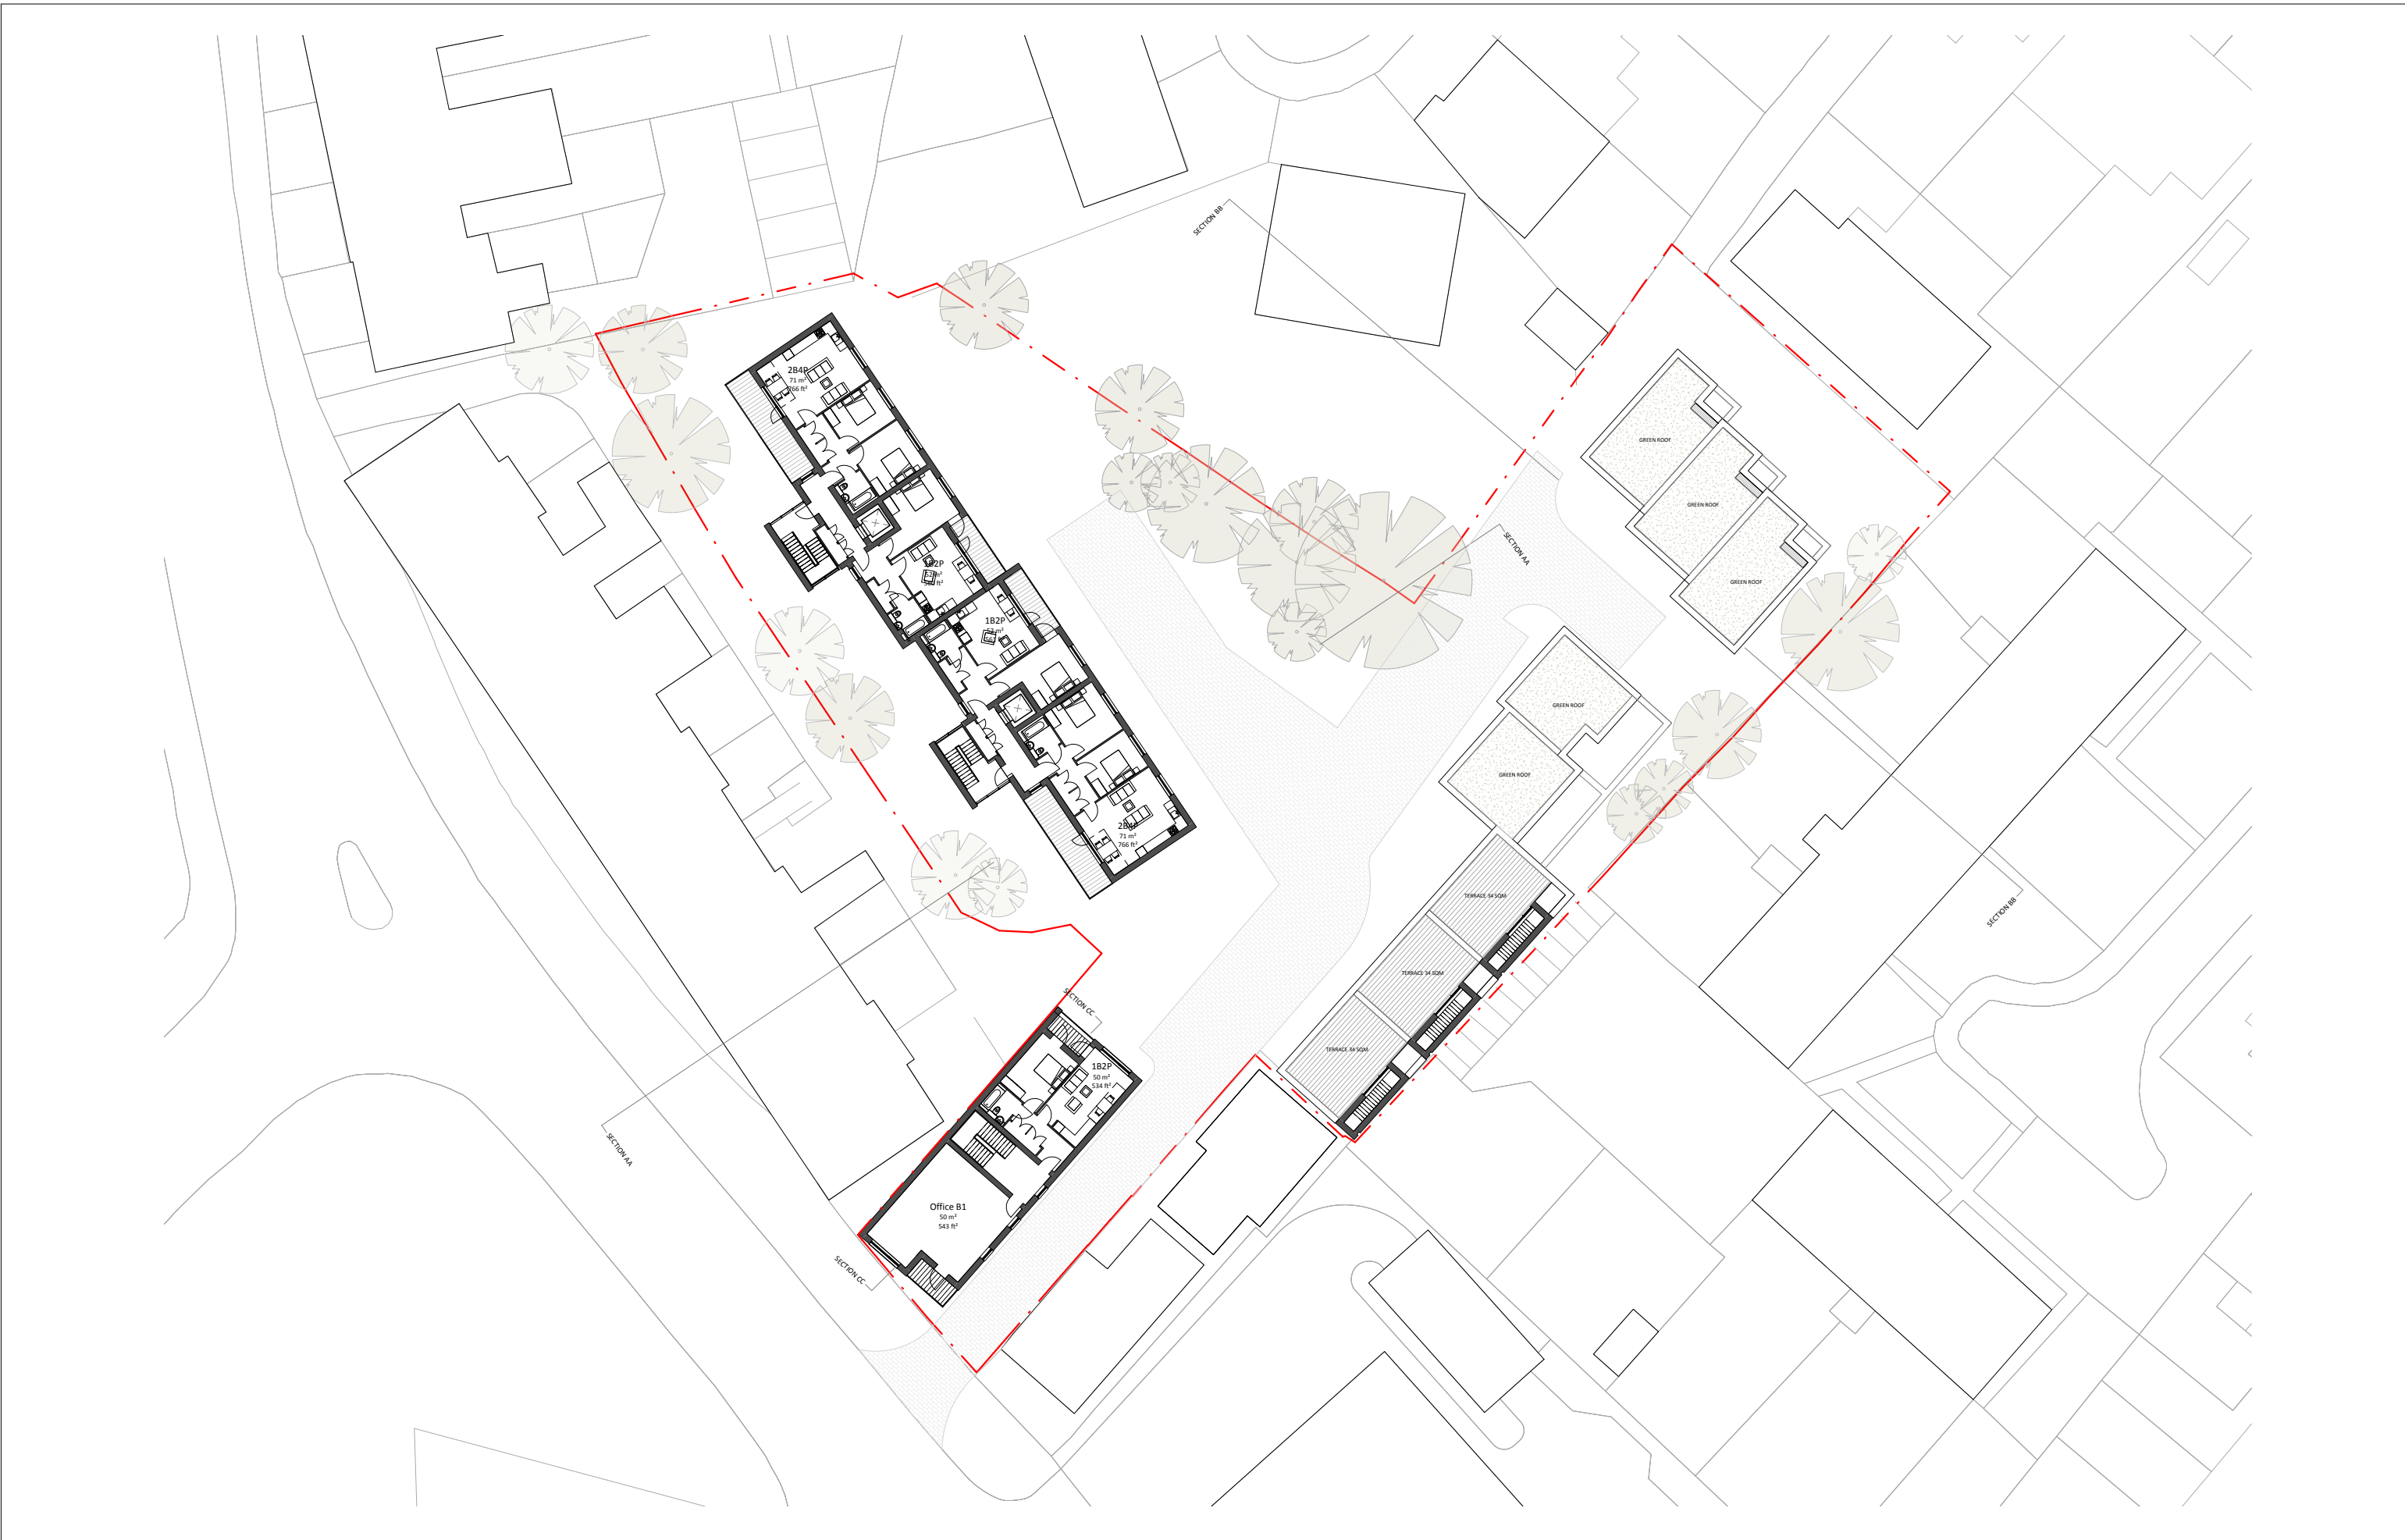 SECTION BB
2B4P
71 m²
766 ft²
GREEN ROOF
GREEN ROOF
SECTION AA
1B2P
GREEN ROOF
1B2P
GREEN ROOF
GREEN ROOF
2B4P
71 m²
766 ft²
TERRACE 34 SQM
SECTION BB
TERRACE 34 SQM
SECTION CC
TERRACE 34 SQM
1B2P
50 m²
534 ft²
SECTION AA
Office B1
50 m²
543 ft²
SECTION CC